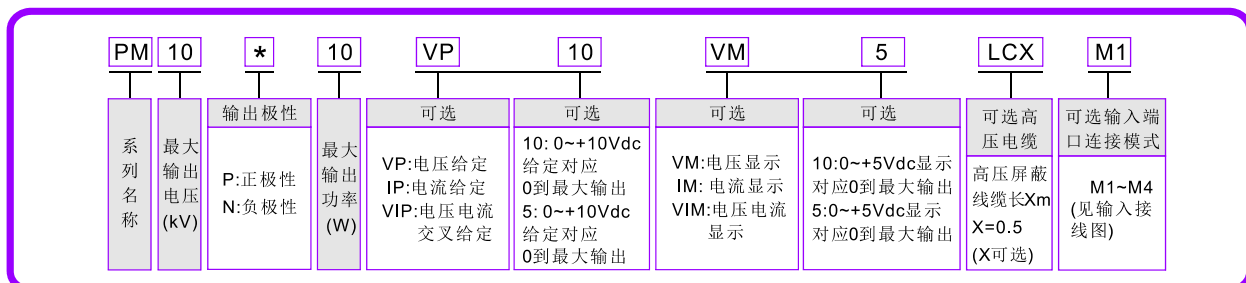 PM 10 * 10 VP 10 VM 5 LCX M1
系
列
名
称
最大
输出
电压
(kV)
输出极性
P:正极性
N:负极性
最大
输出
功率
(W)
可选
VP:电压给定
IP:电流给定
VIP:电压电流
交叉给定
可选
10: 0~+10Vdc
给定对应
0到最大输出
5: 0~+10Vdc
给定对应
0到最大输出
可选
VM:电压显示
IM: 电流显示
VIM:电压电流
显示
可选
10:0~+5Vdc显示
对应0到最大输出
5:0~+5Vdc显示
对应0到最大输出
可选高
压电缆
高压屏蔽
线缆长Xm
X=0.5
(X可选)
可选输入端
口连接模式
M1~M4
(见输入接
线图)